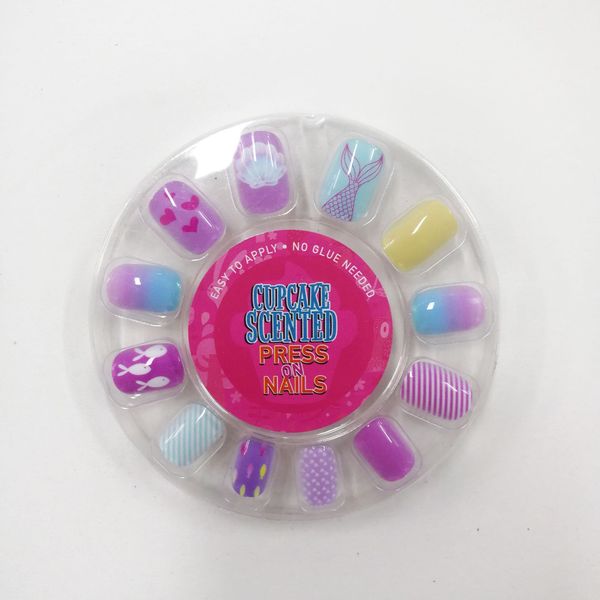 EASY TO APPLY • NO GLUE NEEDED
CUPCAKE
SCENTED
PRESS
ON
NAILS